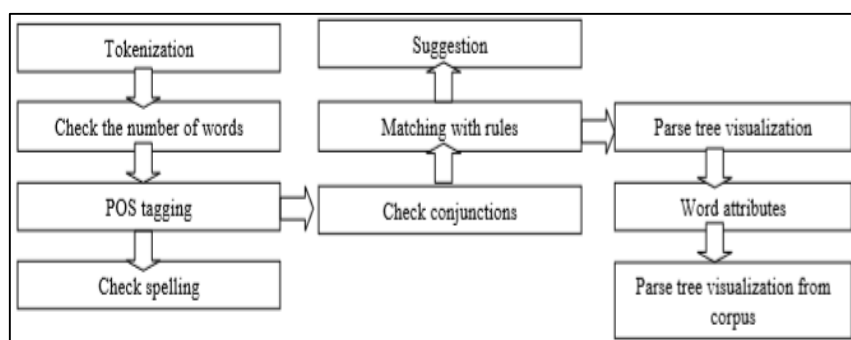 Tokenization
Check the number of words
POS tagging
Check spelling
Suggestion
Matching with rules
Check conjunctions
Parse tree visualization
Word attributes
Parse tree visualization from
corpus